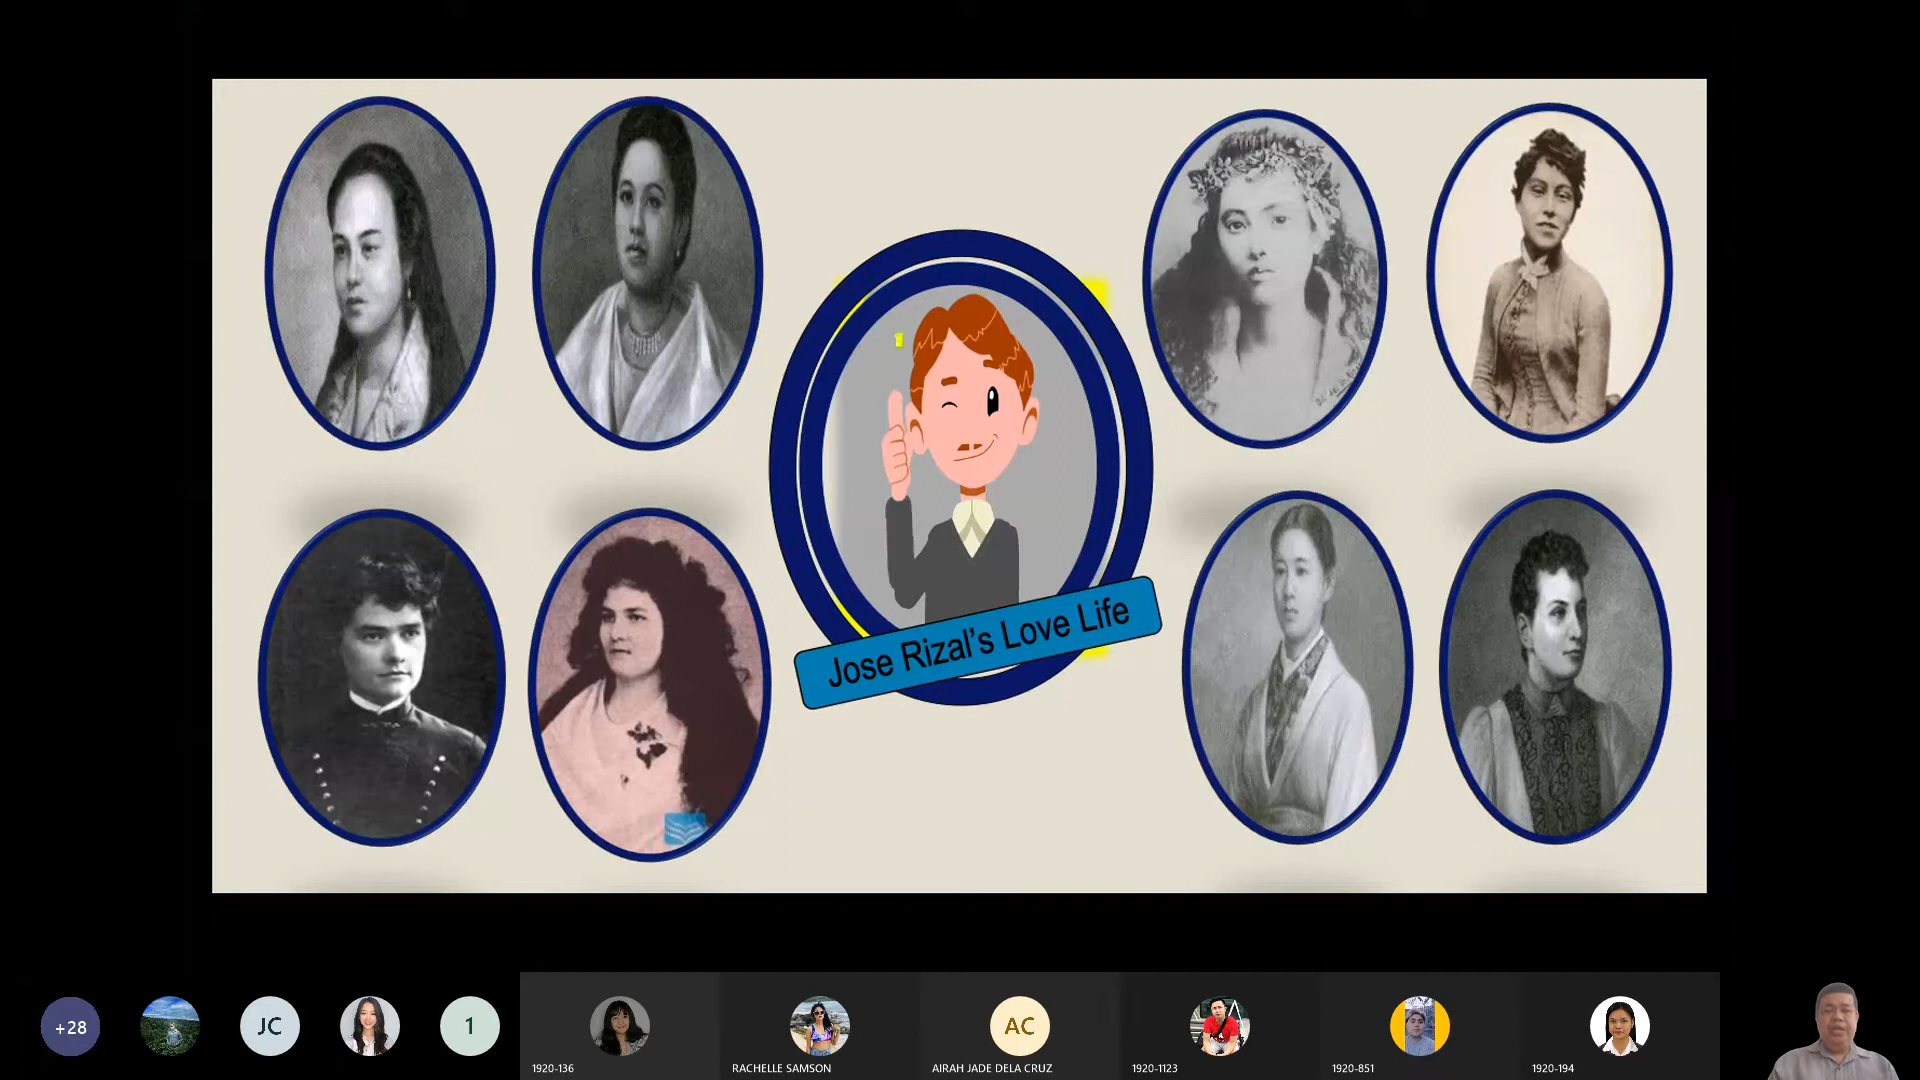 Jose Rizal's Love Life
+28
JC
1
AC
1920-136
RACHELLE SAMSON
AIRAH JADE DELA CRUZ
1920-1123
1920-851
1920-194